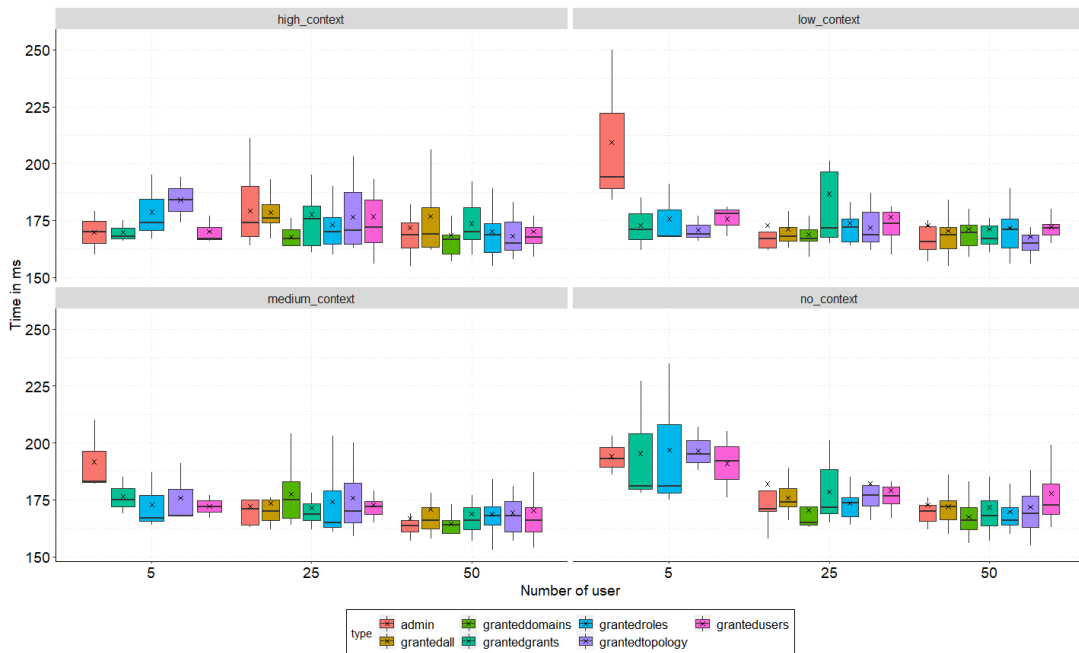 high_context
low_context
250
225
200
175
150
medium_context
no_context
250
225
200
175
150
Time in ms
5
25
50
5
25
50
Number of user
type
admin
granteddomains
grantedroles
grantedusers
grantedall
grantedgrants
grantedtopology